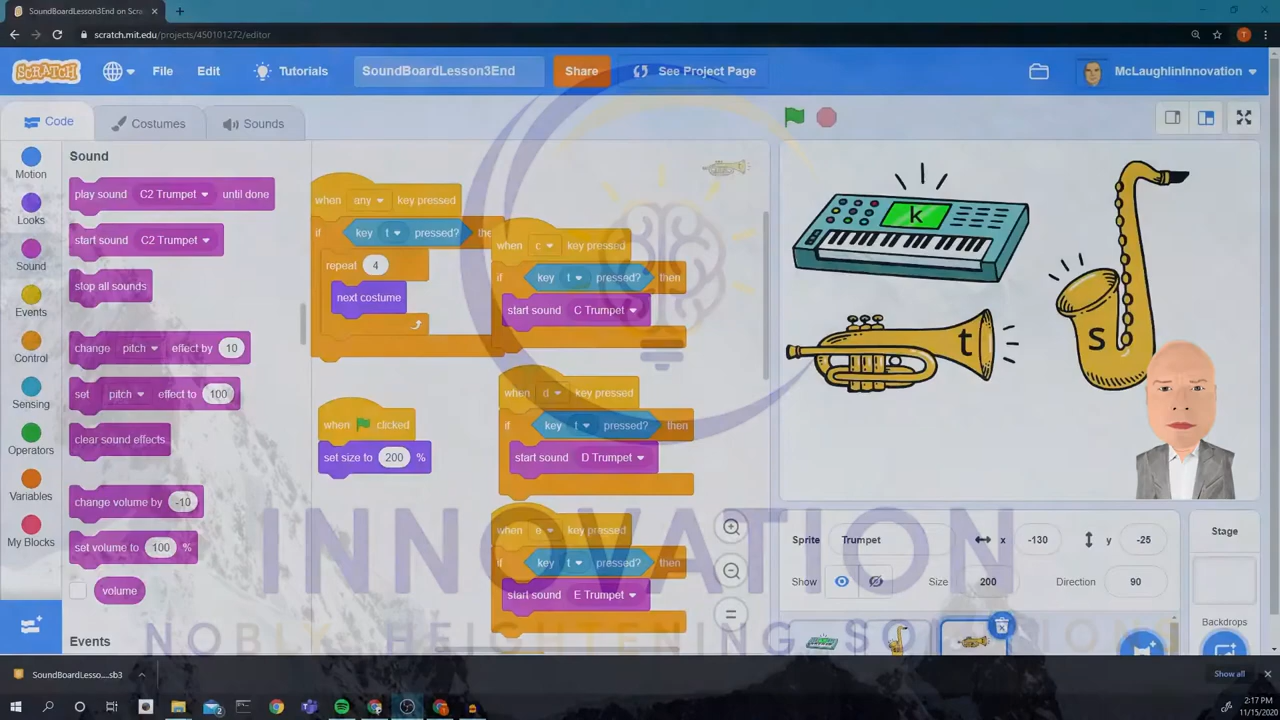 SoundBoardLesson3End on Scra
scratch.mit.edu/projects/450101272/editor
T
SCRATCH
File
Edit
Tutorials
SoundBoardLesson3End
Share
See Project Page
McLaughlinInnovation
Code
Costumes
Sounds
Motion
Looks
Sound
Events
Control
Sensing
Operators
Variables
My Blocks
Sound
play sound C2 Trumpet until done
start sound C2 Trumpet
stop all sounds
change pitch effect by 10
set pitch effect to 100
clear sound effects
change volume by -10
set volume to 100 %
volume
Events
when any key pressed
if key t pressed? the
repeat 4
next costume
when clicked
set size to 200 %
when c key pressed
if key t pressed? then
start sound C Trumpet
when d key pressed
if key t pressed? then
start sound D Trumpet
when e key pressed
if key t pressed? then
start sound E Trumpet
k
t
s
Sprite Trumpet x -130 y -25
Show Size 200 Direction 90
Stage
Backdrops
INNOVATION
NOBLY HEIGHTENING SOLUTIONS
SoundBoardLesso....sb3
Show all
2:17 PM
11/15/2020